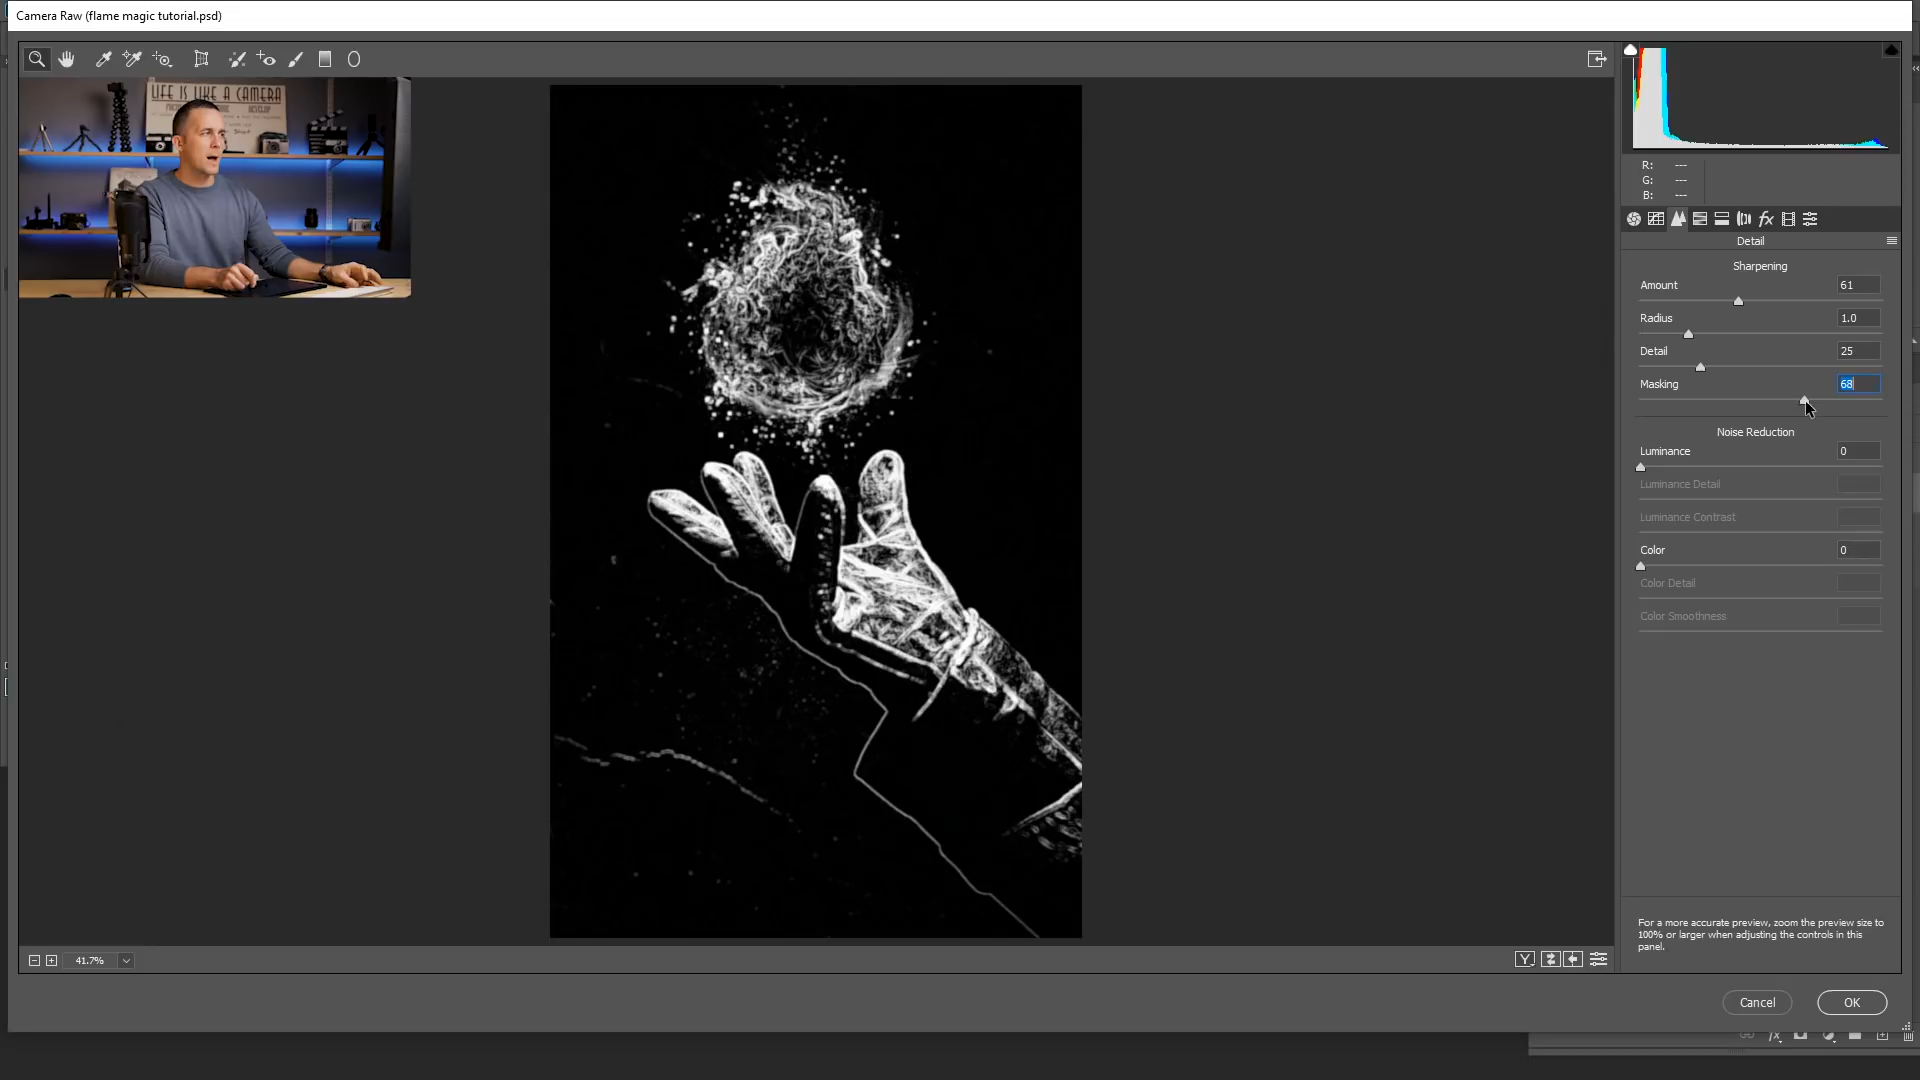 Camera Raw (flame magic tutorial.psd)
LIFE IS LIKE A CAMERA
R: ---
G: ---
B: ---
fx
Detail
Sharpening
Amount 61
Radius 1.0
Detail 25
Masking 68
Noise Reduction
Luminance 0
Luminance Detail
Luminance Contrast
Color 0
Color Detail
Color Smoothness
For a more accurate preview, zoom the preview size to
100% or larger when adjusting the controls in this
panel.
41.7%
Y
Cancel OK
fx